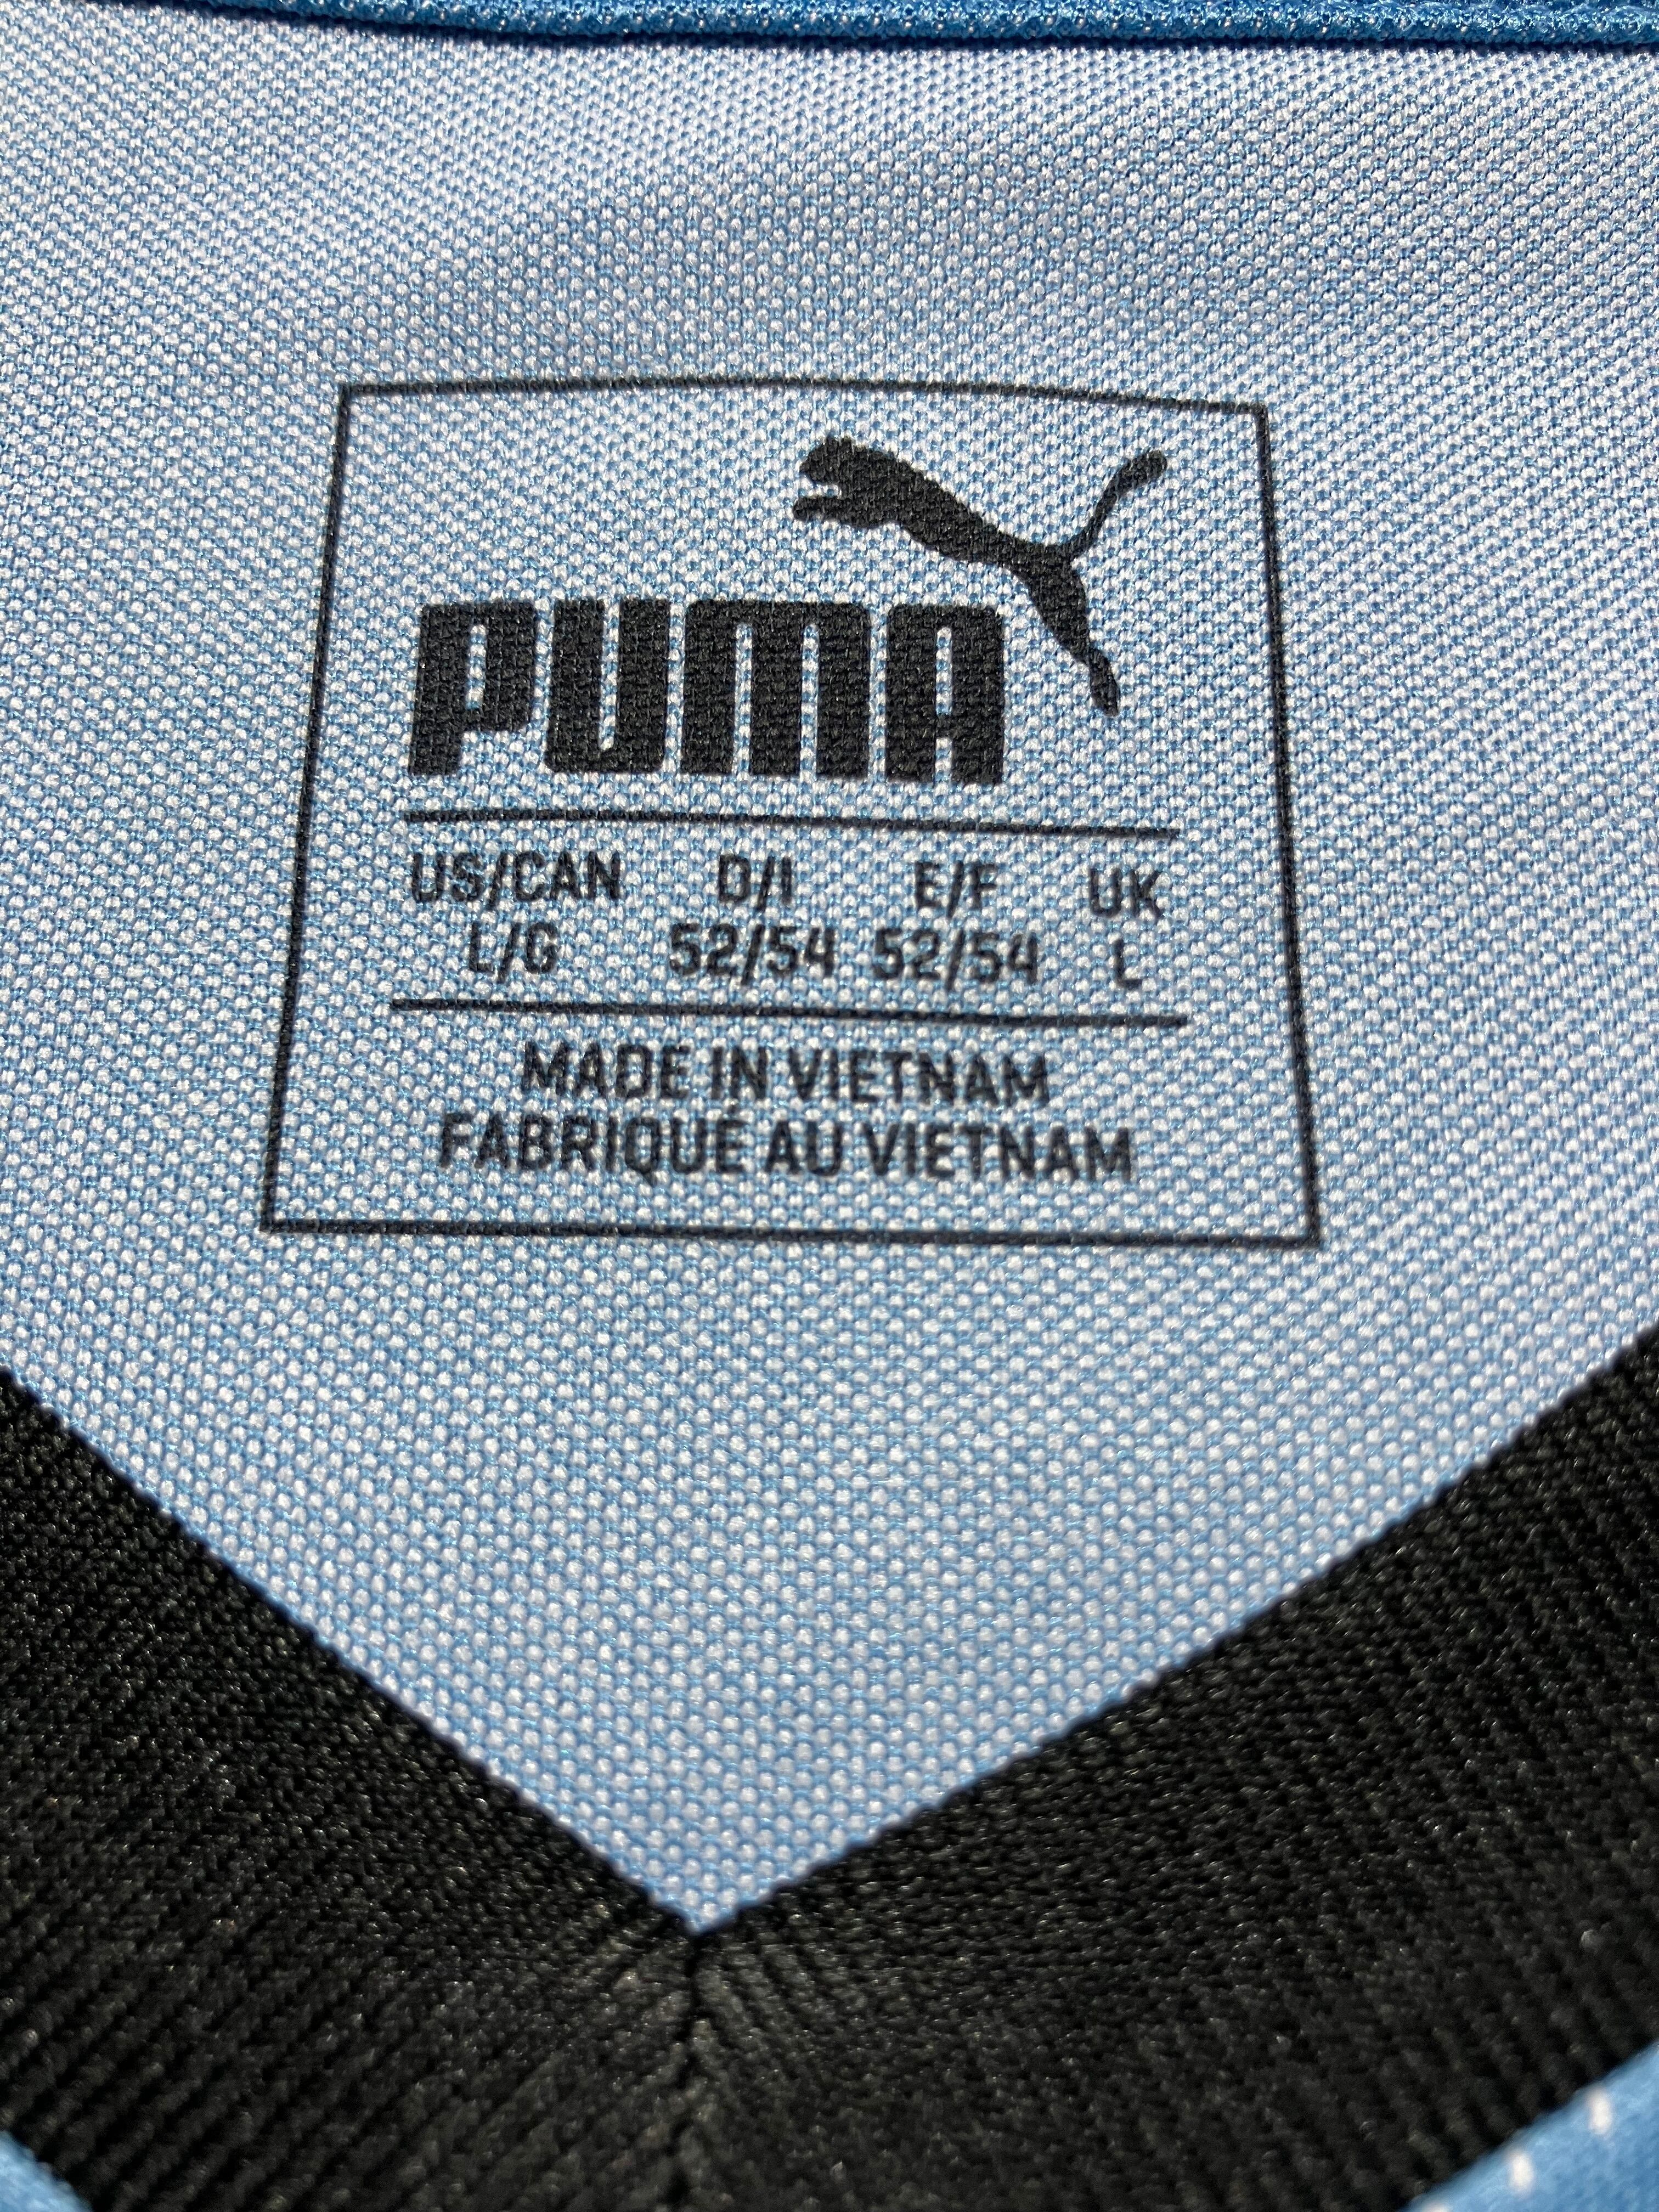 PUMA
US/CAN D/I E/F UK
L/G 52/54 52/54 L
MADE IN VIETNAM
FABRIQUÉ AU VIETNAM